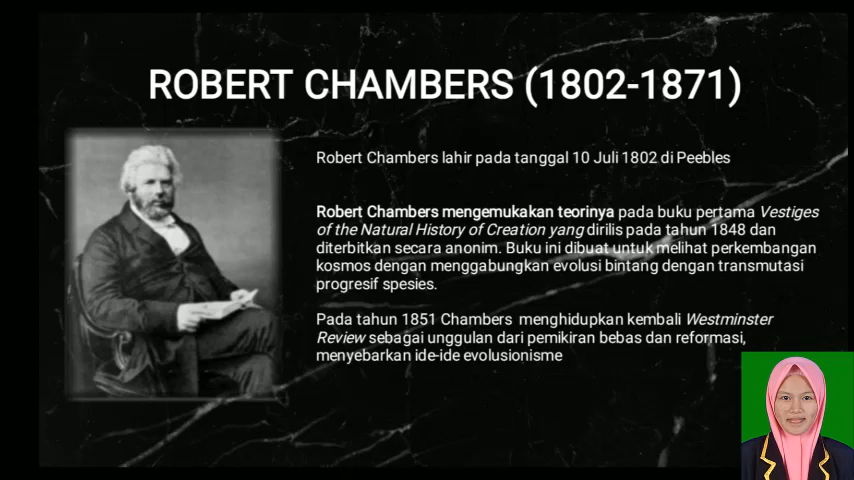 ROBERT CHAMBERS (1802-1871)
Robert Chambers lahir pada tanggal 10 Juli 1802 di Peebles
Robert Chambers mengemukakan teorinya pada buku pertama Vestiges
of the Natural History of Creation yang dirilis pada tahun 1848 dan
diterbitkan secara anonim. Buku ini dibuat untuk melihat perkembangan
kosmos dengan menggabungkan evolusi bintang dengan transmutasi
progresif spesies.
Pada tahun 1851 Chambers menghidupkan kembali Westminster
Review sebagai unggulan dari pemikiran bebas dan reformasi,
menyebarkan ide-ide evolusionisme